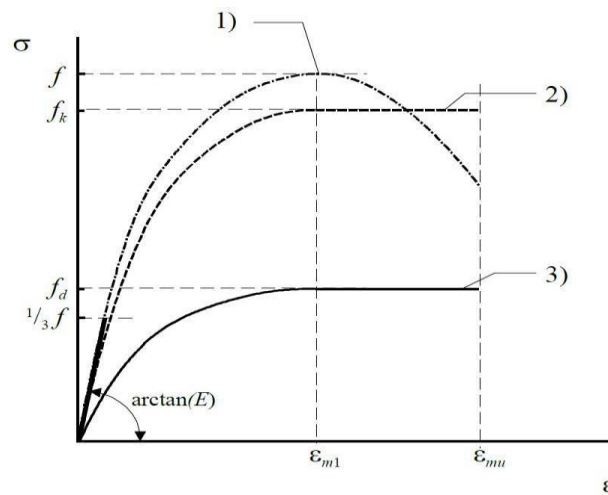 1)
σ
f
f_k
2)
f_d
3)
1/3 f
arctan(E)
ε_m1
ε_mu
ε